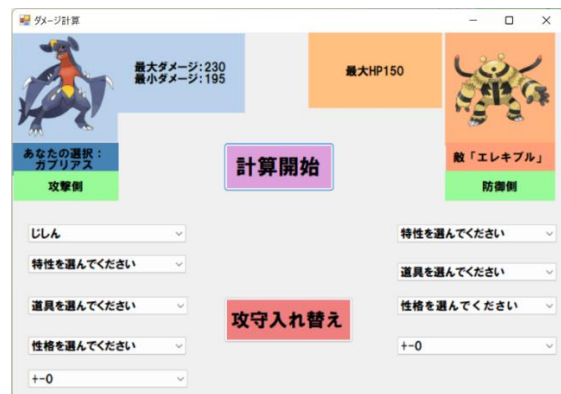 ダメージ計算
最大ダメージ:230
最小ダメージ:195
最大HP150
あなたの選択:
ガブリアス
攻撃側
計算開始
敵「エレキブル」
防御側
じしん
特性を選んでください
道具を選んでください
性格を選んでください
+-0
攻守入れ替え
特性を選んでください
道具を選んでください
性格を選んでください
+-0